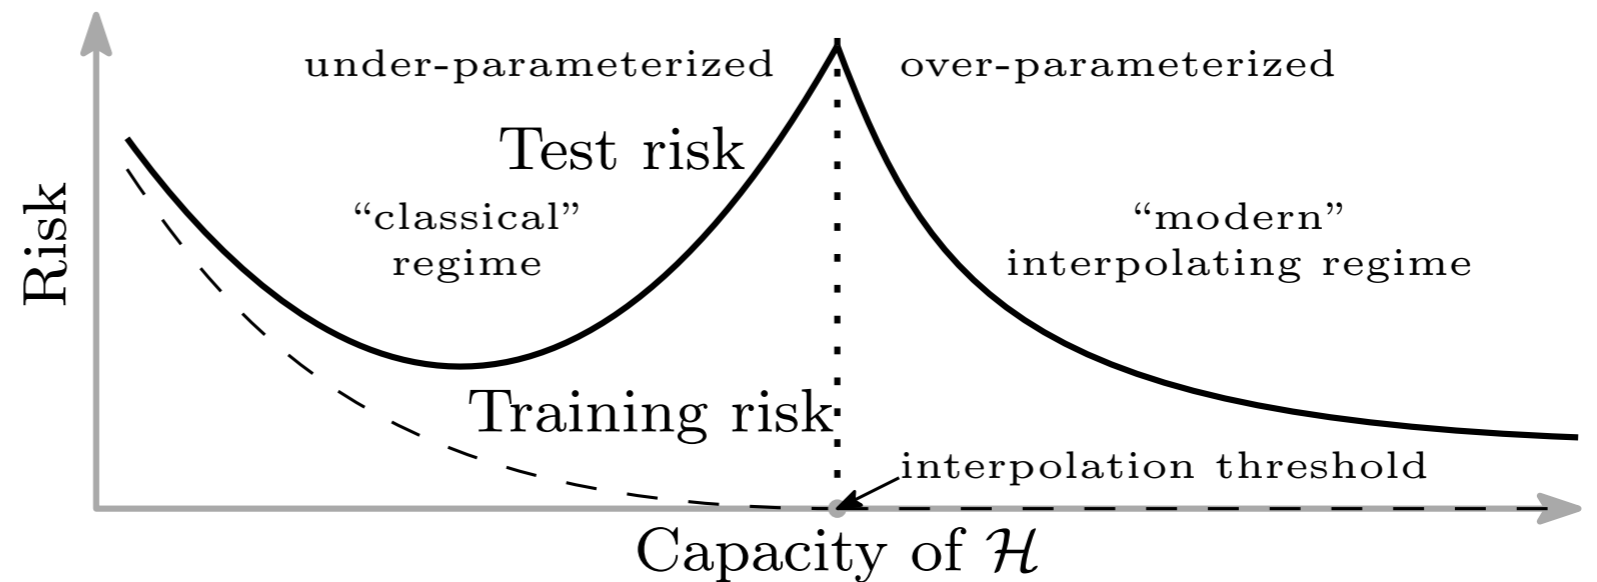 under-parameterized
over-parameterized
Test risk
“classical”
regime
“modern”
interpolating regime
Risk
Training risk
interpolation threshold
Capacity of ℋ